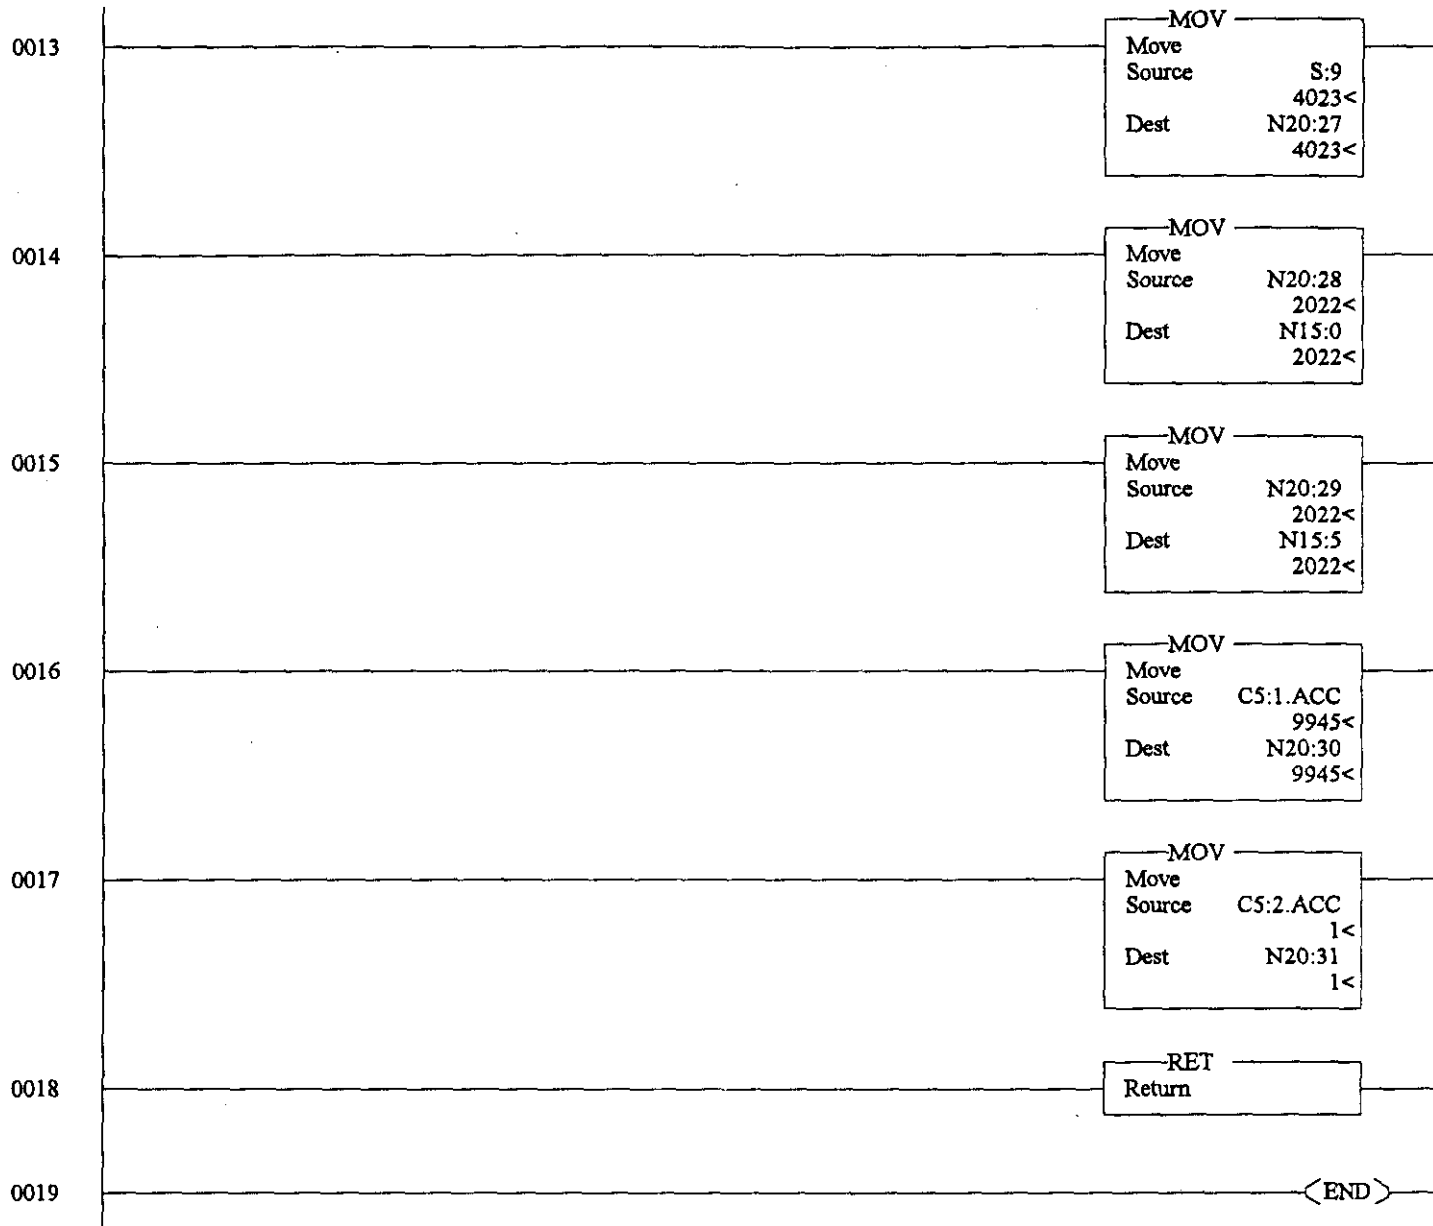 MOV
0013
Move
Source S:9
4023<
Dest N20:27
4023<
MOV
0014
Move
Source N20:28
2022<
Dest N15:0
2022<
MOV
0015
Move
Source N20:29
2022<
Dest N15:5
2022<
MOV
0016
Move
Source C5:1.ACC
9945<
Dest N20:30
9945<
MOV
0017
Move
Source C5:2.ACC
1<
Dest N20:31
1<
RET
0018
Return
0019
END